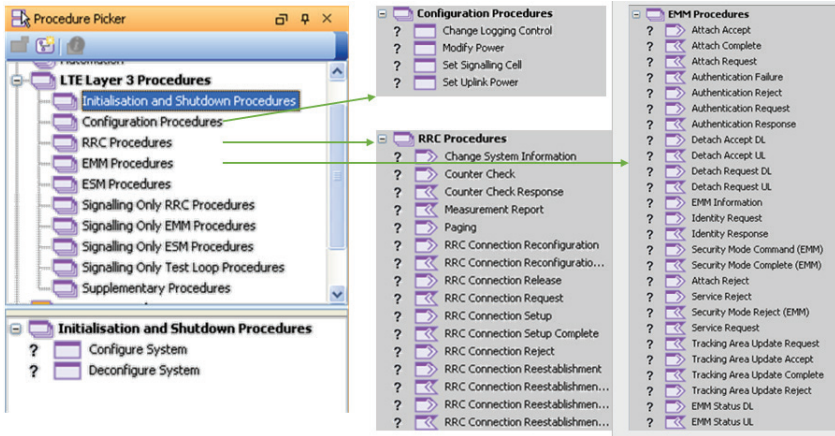 Procedure Picker
Automation
LTE Layer 3 Procedures
Initialisation and Shutdown Procedures
Configuration Procedures
RRC Procedures
EMM Procedures
ESM Procedures
Signalling Only RRC Procedures
Signalling Only EMM Procedures
Signalling Only ESM Procedures
Signalling Only Test Loop Procedures
Supplementary Procedures
Initialisation and Shutdown Procedures
? Configure System
? Deconfigure System
Configuration Procedures
? Change Logging Control
? Modify Power
? Set Signalling Cell
? Set Uplink Power
RRC Procedures
? Change System Information
? Counter Check
? Counter Check Response
? Measurement Report
? Paging
? RRC Connection Reconfiguration
? RRC Connection Reconfiguratio...
? RRC Connection Release
? RRC Connection Request
? RRC Connection Setup
? RRC Connection Setup Complete
? RRC Connection Reject
? RRC Connection Reestablishment
? RRC Connection Reestablishmen...
? RRC Connection Reestablishmen...
? RRC Connection Reestablishmen...
EMM Procedures
? Attach Accept
? Attach Complete
? Attach Request
? Authentication Failure
? Authentication Reject
? Authentication Request
? Authentication Response
? Detach Accept DL
? Detach Accept UL
? Detach Request DL
? Detach Request UL
? EMM Information
? Identity Request
? Identity Response
? Security Mode Command (EMM)
? Security Mode Complete (EMM)
? Attach Reject
? Service Reject
? Security Mode Reject (EMM)
? Service Request
? Tracking Area Update Request
? Tracking Area Update Accept
? Tracking Area Update Complete
? Tracking Area Update Reject
? EMM Status DL
? EMM Status UL